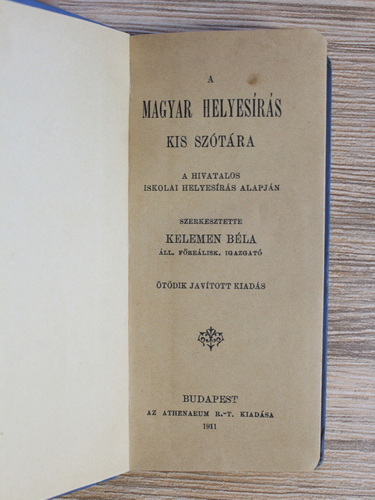 A
MAGYAR HELYESÍRÁS
KIS SZÓTÁRA
A HIVATALOS
ISKOLAI HELYESÍRÁS ALAPJÁN
SZERKESZTETTE
KELEMEN BÉLA
ÁLL. FŐREÁLISK. IGAZGATÓ
ÖTÖDIK JAVÍTOTT KIADÁS
BUDAPEST
AZ ATHENAEUM R.-T. KIADÁSA
1911